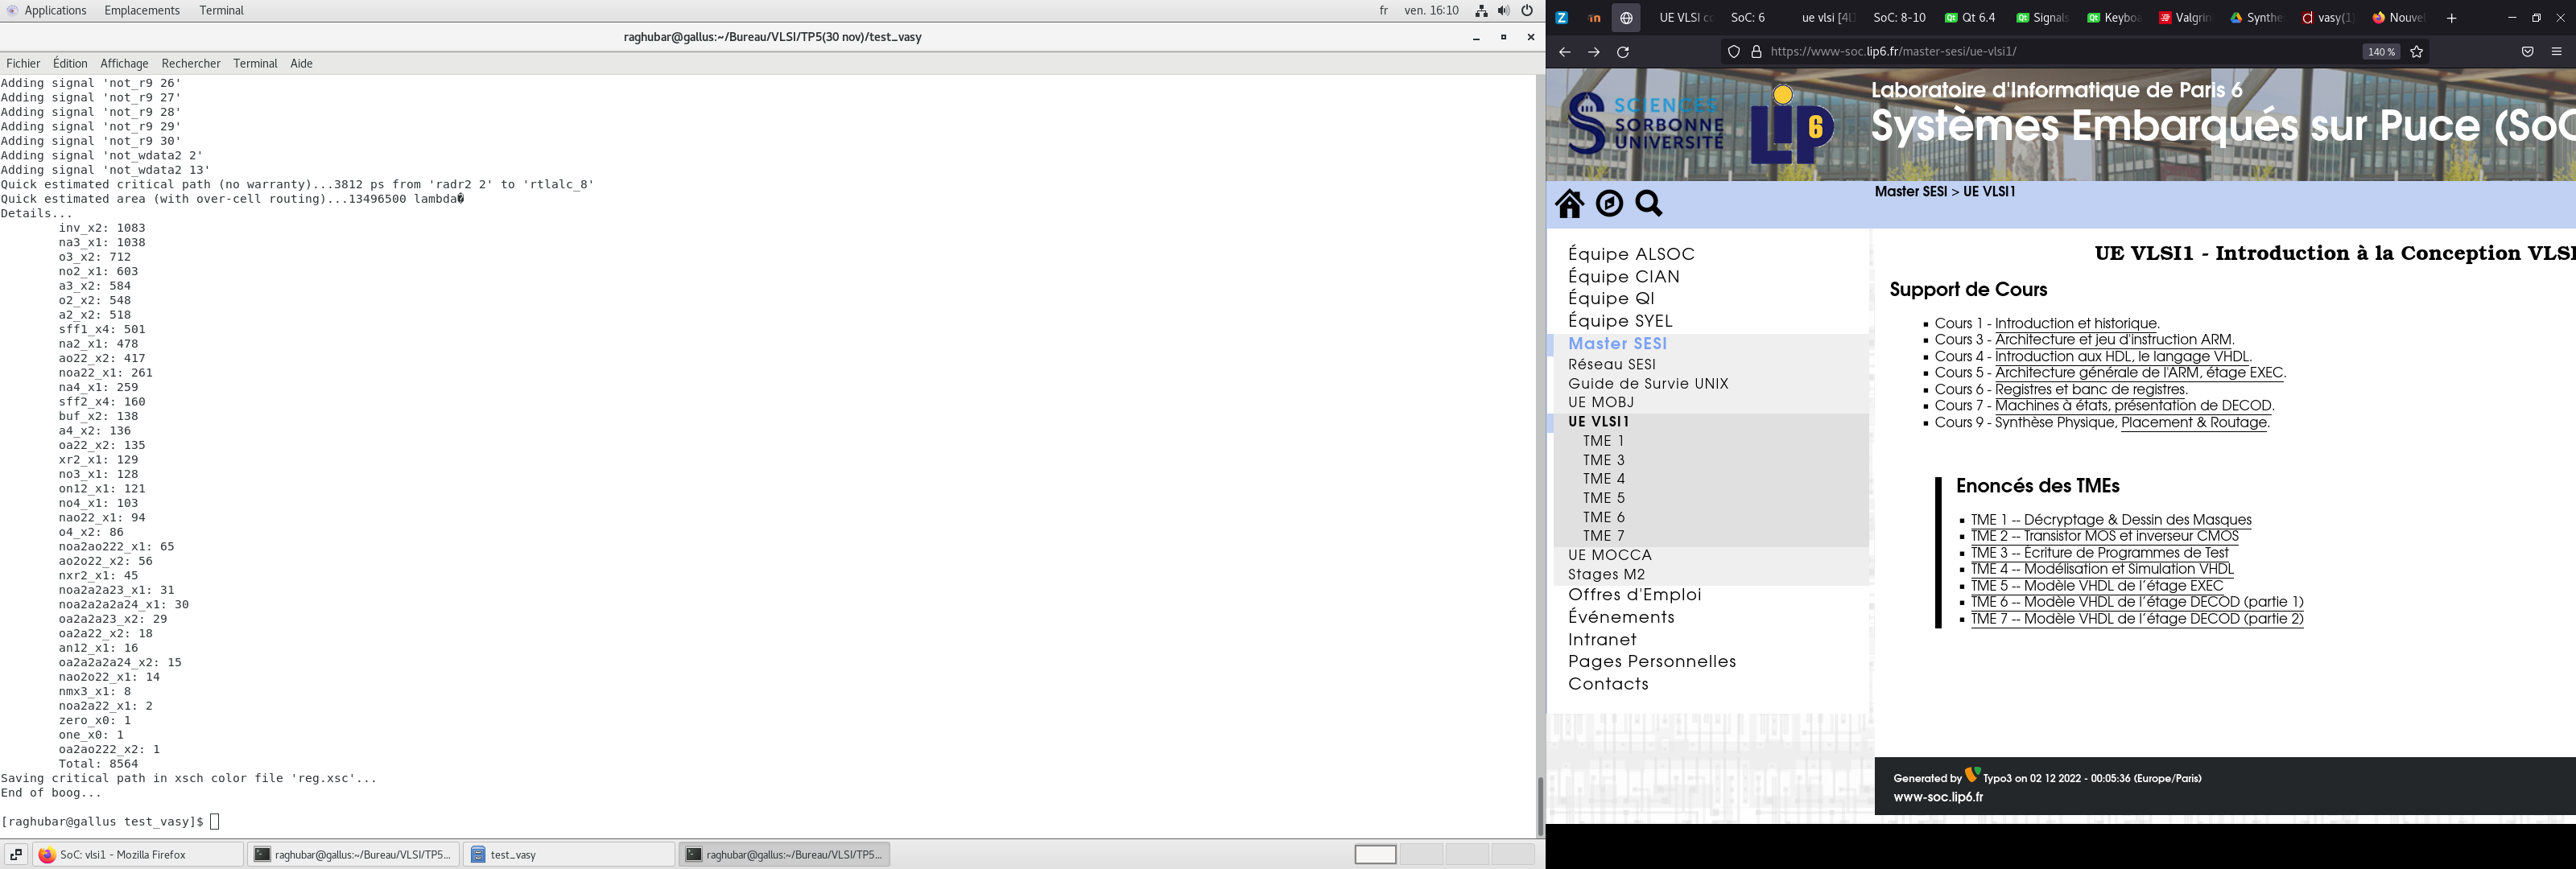 Applications Emplacements Terminal fr ven. 16:10
raghubar@gallus:~/Bureau/VLSI/TP5(30 nov)/test_vasy
Fichier Édition Affichage Rechercher Terminal Aide
Adding signal 'not_r9 26'
Adding signal 'not_r9 27'
Adding signal 'not_r9 28'
Adding signal 'not_r9 29'
Adding signal 'not_r9 30'
Adding signal 'not_wdata2 2'
Adding signal 'not_wdata2 13'
Quick estimated critical path (no warranty)...3812 ps from 'radr2 2' to 'rtlalc_8'
Quick estimated area (with over-cell routing)...13496500 lambda�
Details...
inv_x2: 1083
na3_x1: 1038
o3_x2: 712
no2_x1: 603
a3_x2: 584
o2_x2: 548
a2_x2: 518
sff1_x4: 501
na2_x1: 478
ao22_x2: 417
noa22_x1: 261
na4_x1: 259
sff2_x4: 160
buf_x2: 138
a4_x2: 136
oa22_x2: 135
xr2_x1: 129
no3_x1: 128
on12_x1: 121
no4_x1: 103
nao22_x1: 94
o4_x2: 86
noa2ao222_x1: 65
ao2o22_x2: 56
nxr2_x1: 45
noa2a2a23_x1: 31
noa2a2a2a24_x1: 30
oa2a2a23_x2: 29
oa2a22_x2: 18
an12_x1: 16
oa2a2a2a24_x2: 15
nao2o22_x1: 14
nmx3_x1: 8
noa2a22_x1: 2
zero_x0: 1
one_x0: 1
oa2ao222_x2: 1
Total: 8564
Saving critical path in xsch color file 'reg.xsc'...
End of boog...
[raghubar@gallus test_vasy]$
SoC: vlsi1 - Mozilla Firefox raghubar@gallus:~/Bureau/VLSI/TP5... test_vasy raghubar@gallus:~/Bureau/VLSI/TP5...
UE VLSI co SoC: 6 ue vlsi [4l SoC: 8-10 Qt 6.4 Signals Keyboa Valgrin Synthe vasy(1) Nouvel
https://www-soc.lip6.fr/master-sesi/ue-vlsi1/ 140 %
SCIENCES
SORBONNE
UNIVERSITÉ
LIP6
Laboratoire d'Informatique de Paris 6
Systèmes Embarqués sur Puce (SoC
Master SESI > UE VLSI1
Équipe ALSOC
Équipe CIAN
Équipe QI
Équipe SYEL
Master SESI
Réseau SESI
Guide de Survie UNIX
UE MOBJ
UE VLSI1
TME 1
TME 3
TME 4
TME 5
TME 6
TME 7
UE MOCCA
Stages M2
Offres d'Emploi
Événements
Intranet
Pages Personnelles
Contacts
UE VLSI1 - Introduction à la Conception VLSI
Support de Cours
Cours 1 - Introduction et historique.
Cours 3 - Architecture et jeu d'instruction ARM.
Cours 4 - Introduction aux HDL, le langage VHDL.
Cours 5 - Architecture générale de l'ARM, étage EXEC.
Cours 6 - Registres et banc de registres.
Cours 7 - Machines à états, présentation de DECOD.
Cours 9 - Synthèse Physique, Placement & Routage.
Enoncés des TMEs
TME 1 -- Décryptage & Dessin des Masques
TME 2 -- Transistor MOS et inverseur CMOS
TME 3 -- Ecriture de Programmes de Test
TME 4 -- Modélisation et Simulation VHDL
TME 5 -- Modèle VHDL de l'étage EXEC
TME 6 -- Modèle VHDL de l'étage DECOD (partie 1)
TME 7 -- Modèle VHDL de l'étage DECOD (partie 2)
Generated by Typo3 on 02 12 2022 - 00:05:36 (Europe/Paris)
www-soc.lip6.fr